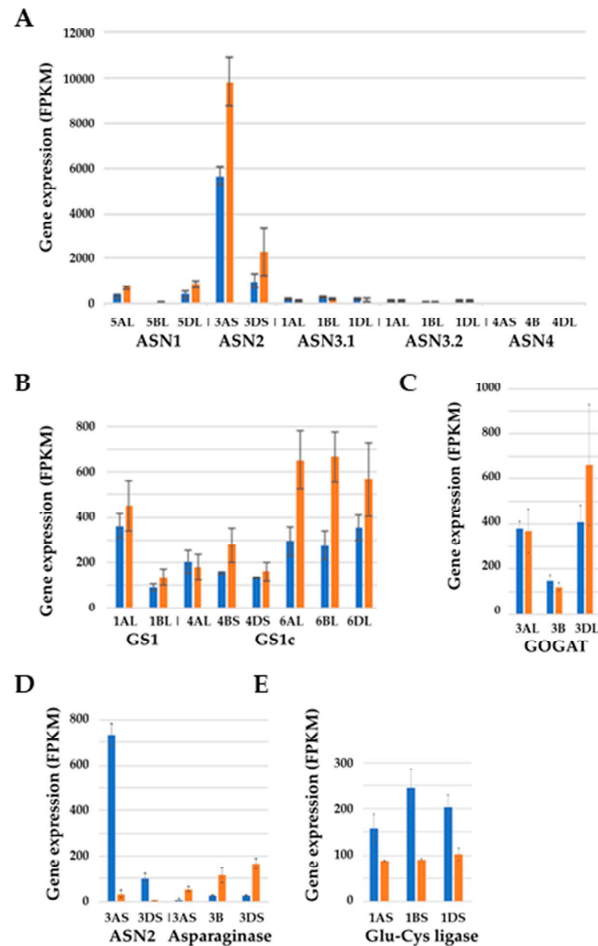 A
Gene expression (FPKM)
12000
10000
8000
6000
4000
2000
0
5AL 5BL 5DL | 3AS 3DS | 1AL 1BL 1DL | 1AL 1BL 1DL | 4AS 4B 4DL
ASN1 ASN2 ASN3.1 ASN3.2 ASN4
B
Gene expression (FPKM)
800
600
400
200
0
1AL 1BL | 4AL 4BS 4DS 6AL 6BL 6DL
GS1 GS1c
C
Gene expression (FPKM)
1000
800
600
400
200
0
3AL 3B 3DL
GOGAT
D
Gene expression (FPKM)
800
600
400
200
0
3AS 3DS | 3AS 3B 3DS
ASN2 Asparaginase
E
Gene expression (FPKM)
300
200
100
0
1AS 1BS 1DS
Glu-Cys ligase